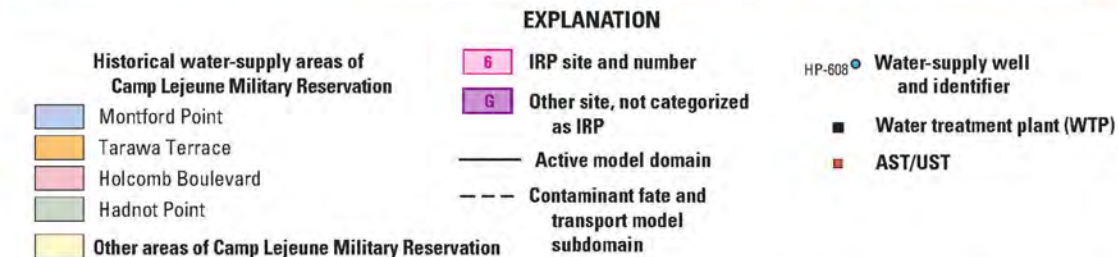 EXPLANATION
Historical water-supply areas of
Camp Lejeune Military Reservation
Montford Point
Tarawa Terrace
Holcomb Boulevard
Hadnot Point
Other areas of Camp Lejeune Military Reservation
6 IRP site and number
G Other site, not categorized
as IRP
Active model domain
Contaminant fate and
transport model
subdomain
HP-608 Water-supply well
and identifier
Water treatment plant (WTP)
AST/UST